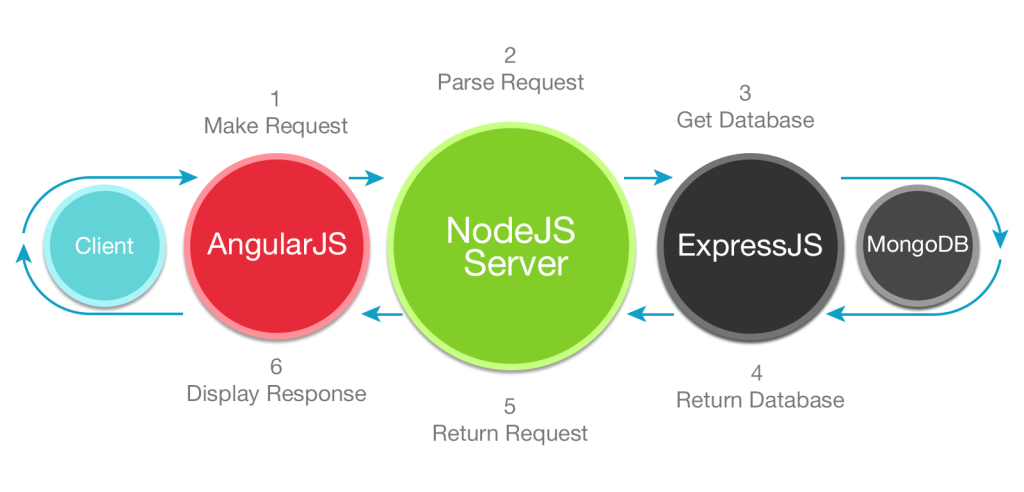 2
Parse Request
1
Make Request
3
Get Database
Client
AngularJS
NodeJS
Server
ExpressJS
MongoDB
6
Display Response
5
Return Request
4
Return Database